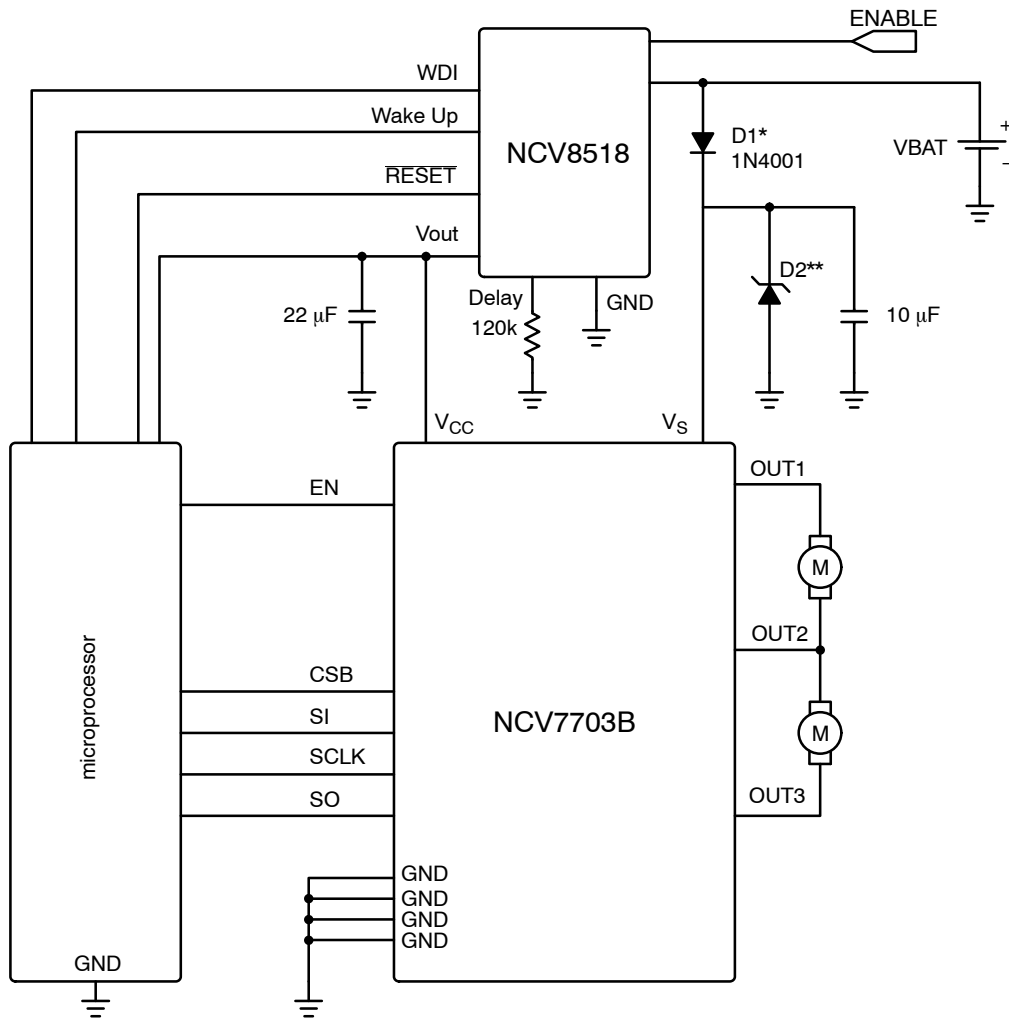 ENABLE
WDI
Wake Up
RESET
Vout
NCV8518
D1*
1N4001
VBAT
+
–
D2**
10 μF
22 μF
Delay
120k
GND
VCC
VS
EN
OUT1
M
OUT2
CSB
SI
SCLK
SO
microprocessor
NCV7703B
M
OUT3
GND
GND
GND
GND
GND